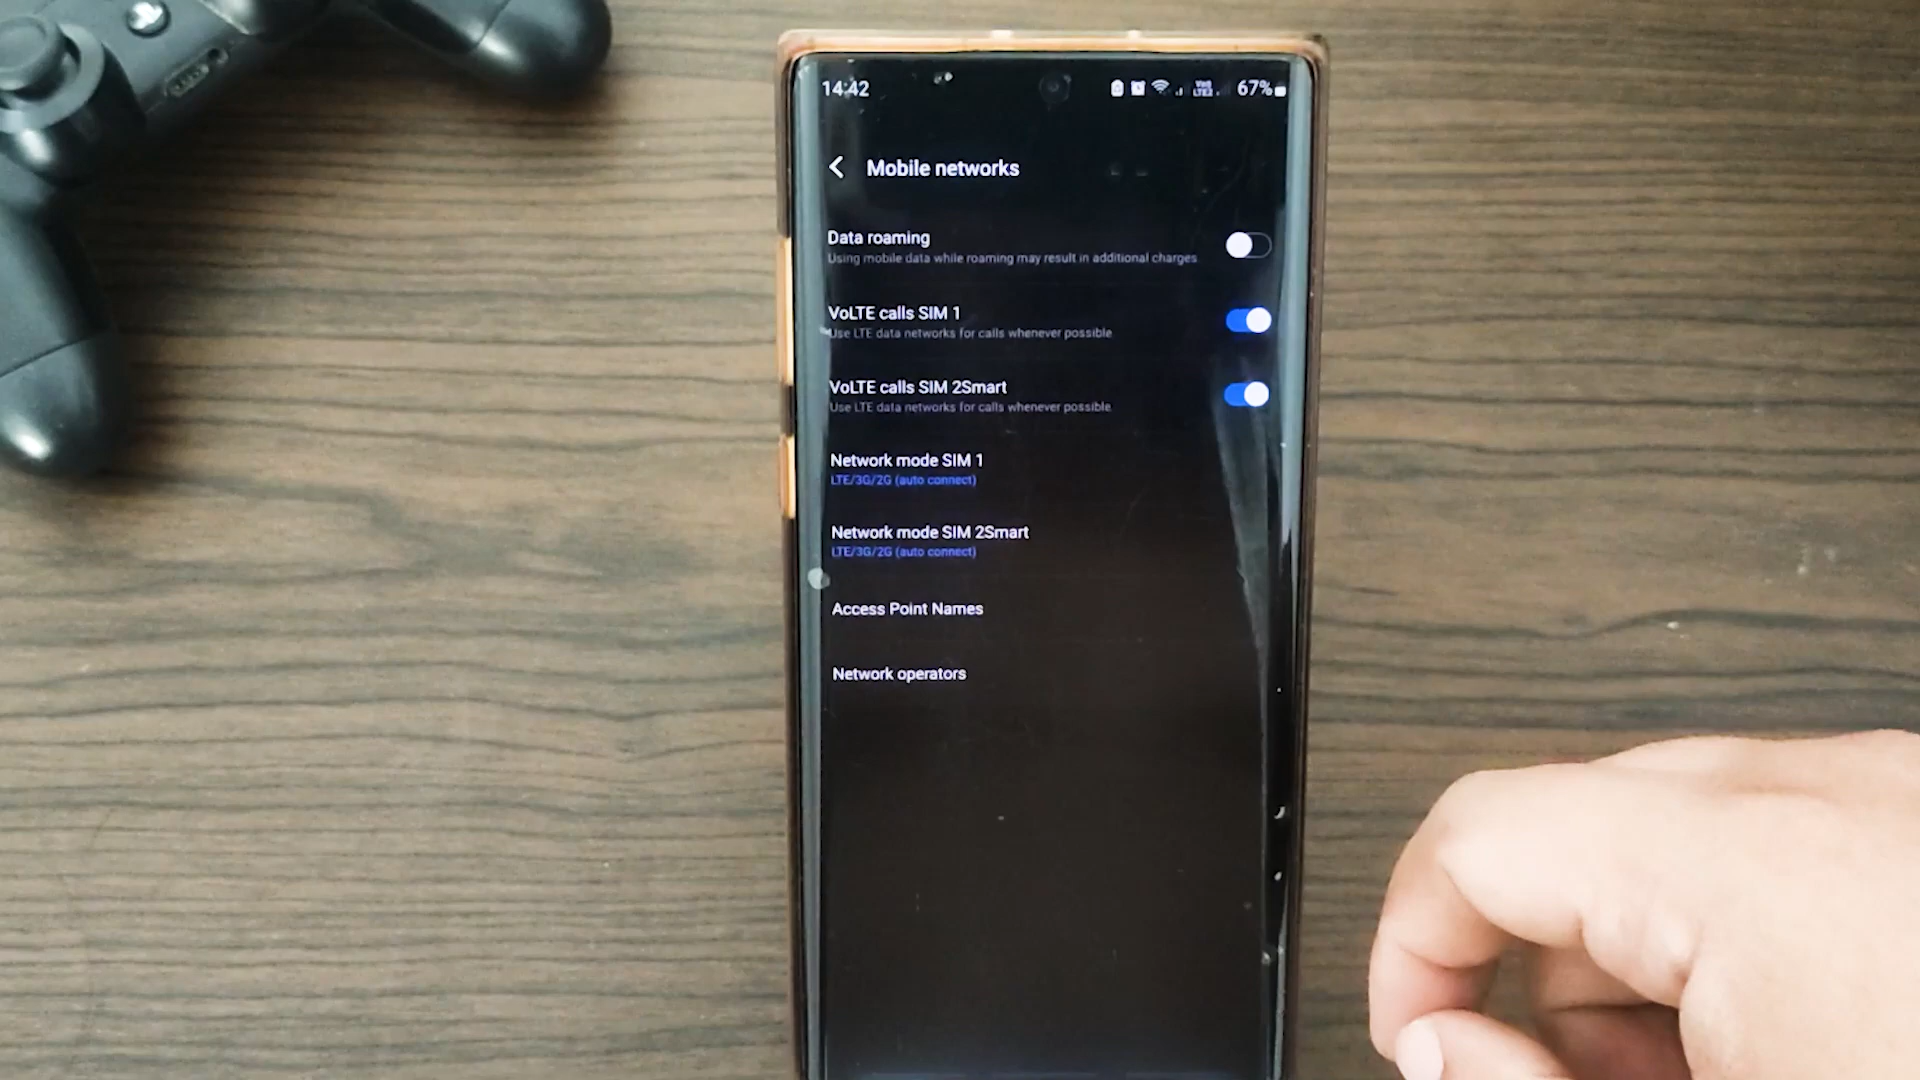 14:42
67%
Mobile networks
Data roaming
Using mobile data while roaming may result in additional charges
VoLTE calls SIM 1
Use LTE data networks for calls whenever possible
VoLTE calls SIM 2Smart
Use LTE data networks for calls whenever possible
Network mode SIM 1
LTE/3G/2G (auto connect)
Network mode SIM 2Smart
LTE/3G/2G (auto connect)
Access Point Names
Network operators